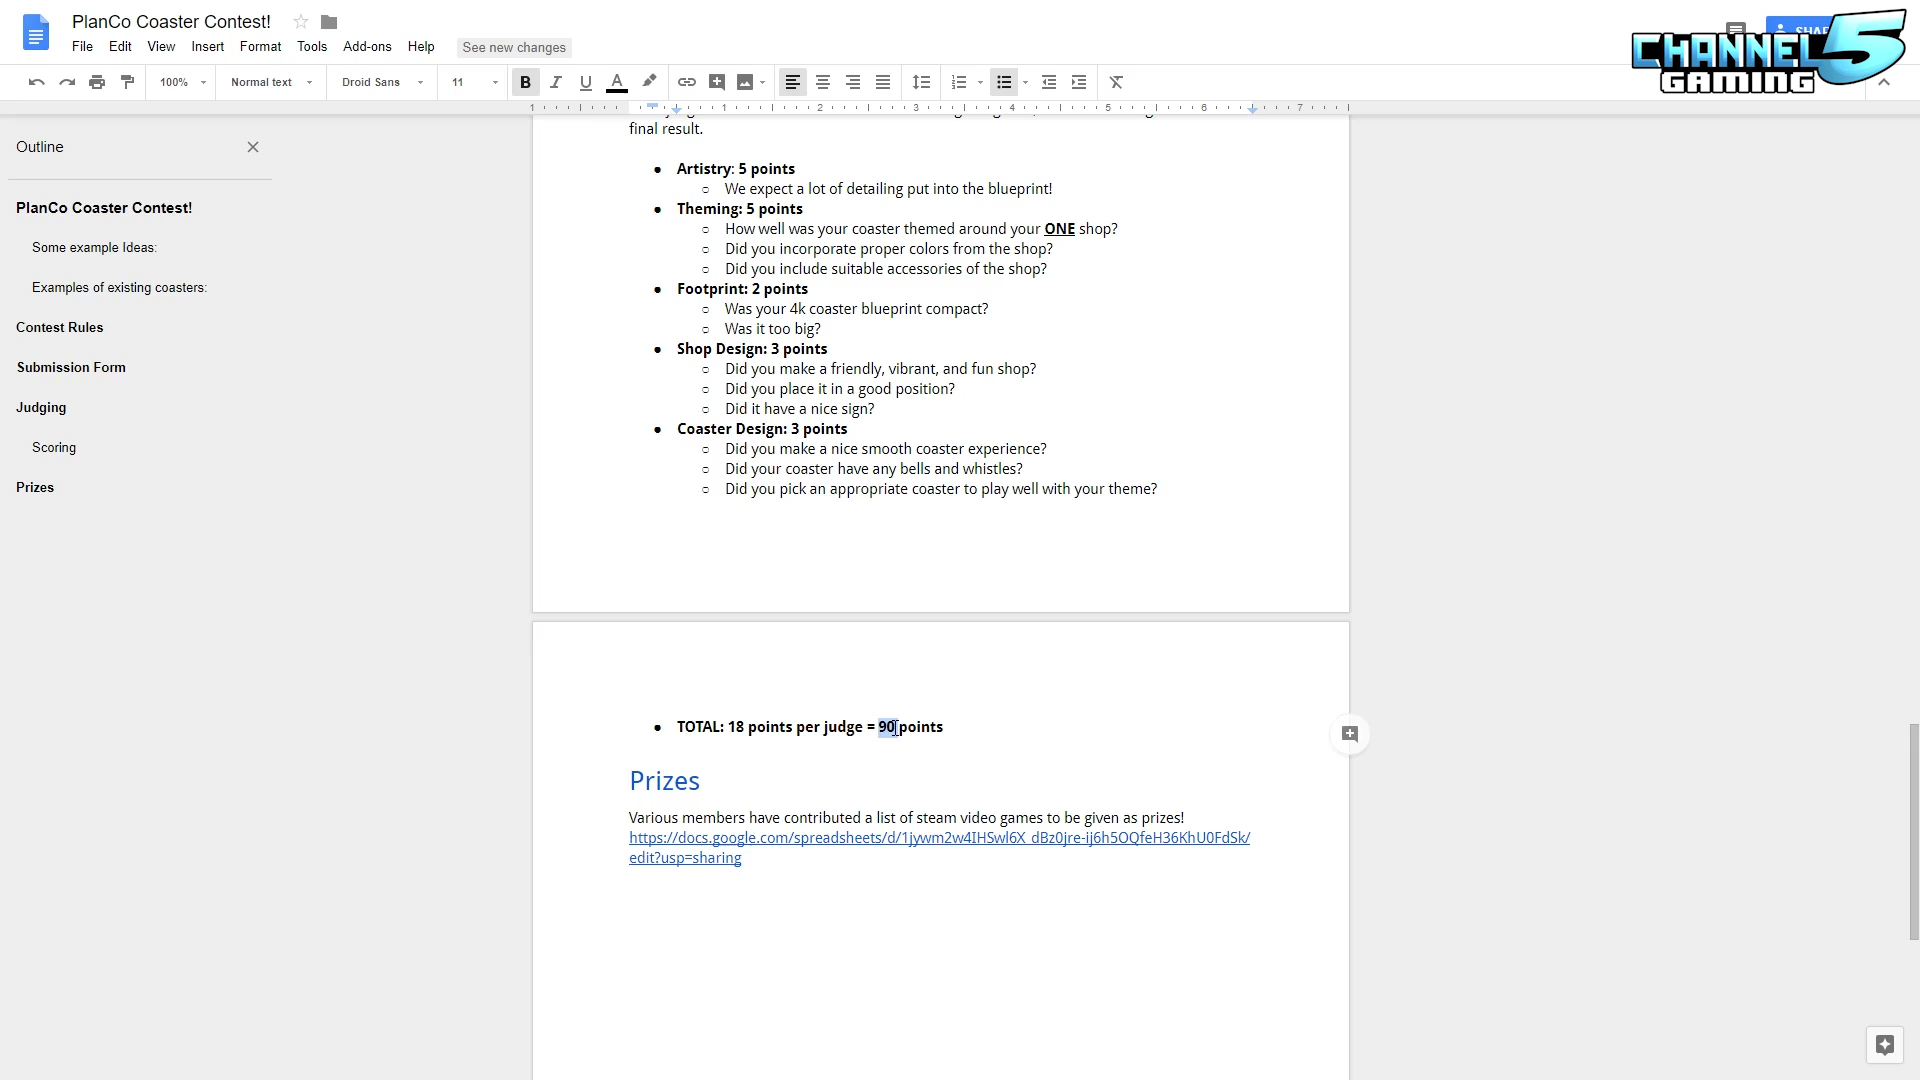 PlanCo Coaster Contest!
File Edit View Insert Format Tools Add-ons Help See new changes
CHANNEL 5
GAMING
100% Normal text Droid Sans 11 B I U A
1 1 2 3 4 5 6 7
Outline
PlanCo Coaster Contest!
Some example Ideas:
Examples of existing coasters:
Contest Rules
Submission Form
Judging
Scoring
Prizes
final result.
● Artistry: 5 points
○ We expect a lot of detailing put into the blueprint!
● Theming: 5 points
○ How well was your coaster themed around your ONE shop?
○ Did you incorporate proper colors from the shop?
○ Did you include suitable accessories of the shop?
● Footprint: 2 points
○ Was your 4k coaster blueprint compact?
○ Was it too big?
● Shop Design: 3 points
○ Did you make a friendly, vibrant, and fun shop?
○ Did you place it in a good position?
○ Did it have a nice sign?
● Coaster Design: 3 points
○ Did you make a nice smooth coaster experience?
○ Did your coaster have any bells and whistles?
○ Did you pick an appropriate coaster to play well with your theme?
● TOTAL: 18 points per judge = 90 points
Prizes
Various members have contributed a list of steam video games to be given as prizes!
https://docs.google.com/spreadsheets/d/1jywm2w4IHSwl6X_dBz0jre-ij6h5OQfeH36KhU0FdSk/
edit?usp=sharing